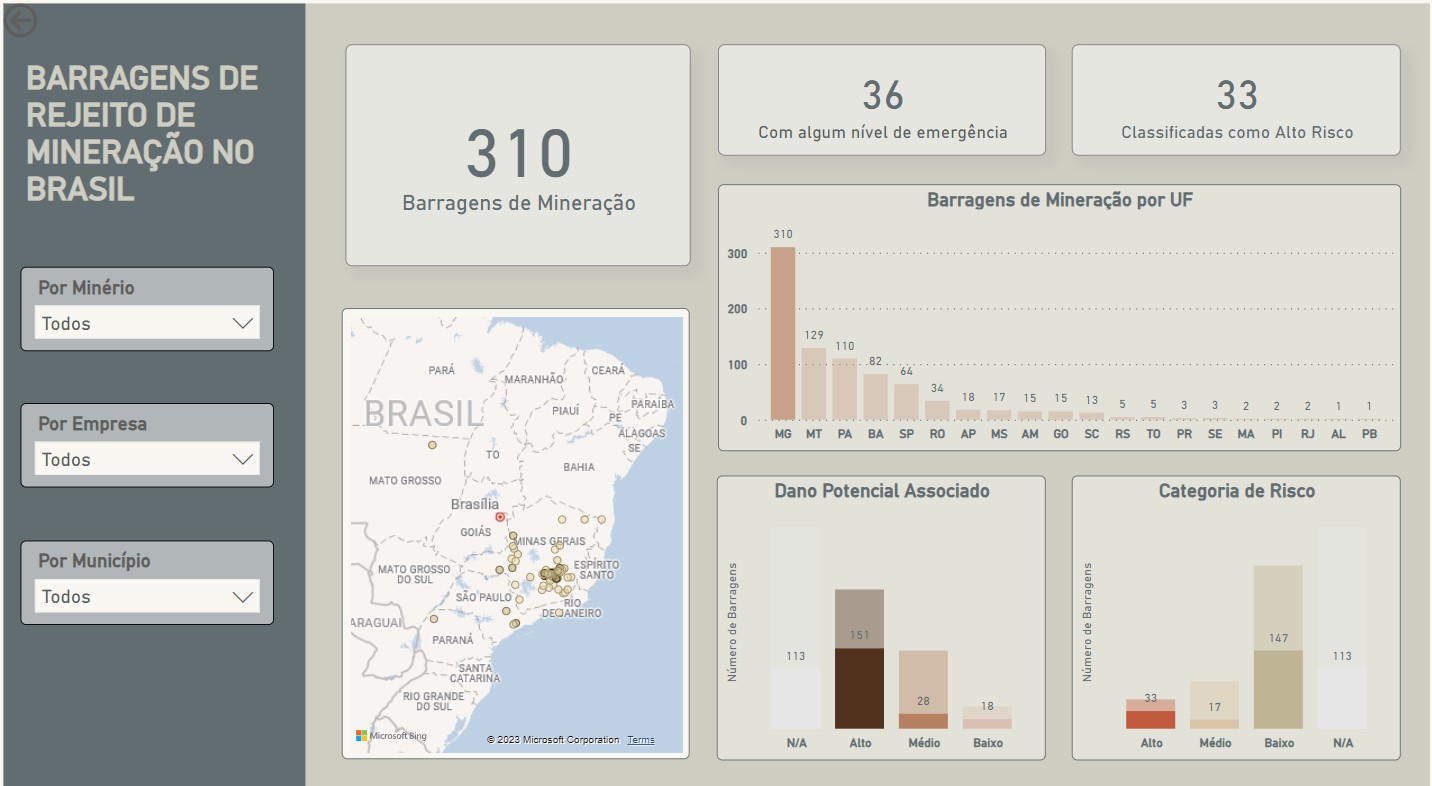 BARRAGENS DE
REJEITO DE
MINERAÇÃO NO
BRASIL
Por Minério
Todos
Por Empresa
Todos
Por Município
Todos
310
Barragens de Mineração
36
Com algum nível de emergência
33
Classificadas como Alto Risco
Barragens de Mineração por UF
300
200
100
0
310 129 110 82 64 34 18 17 15 15 13 5 5 3 3 2 2 2 1 1
MG MT PA BA SP RO AP MS AM GO SC RS TO PR SE MA PI RJ AL PB
PARÁ
MARANHÃO
CEARÁ
BRASIL
PIAUÍ
PE
PARAÍBA
ALAGOAS
SE
TO
BAHIA
MATO GROSSO
Brasília
GOIÁS
MINAS GERAIS
MATO GROSSO
DO SUL
ESPÍRITO
SANTO
SÃO PAULO
RIO
DE JANEIRO
ARAGUAI
PARANÁ
SANTA
CATARINA
RIO GRANDE
DO SUL
Microsoft Bing
© 2023 Microsoft Corporation Terms
Dano Potencial Associado
Número de Barragens
113 151 28 18
N/A Alto Médio Baixo
Categoria de Risco
Número de Barragens
33 17 147 113
Alto Médio Baixo N/A